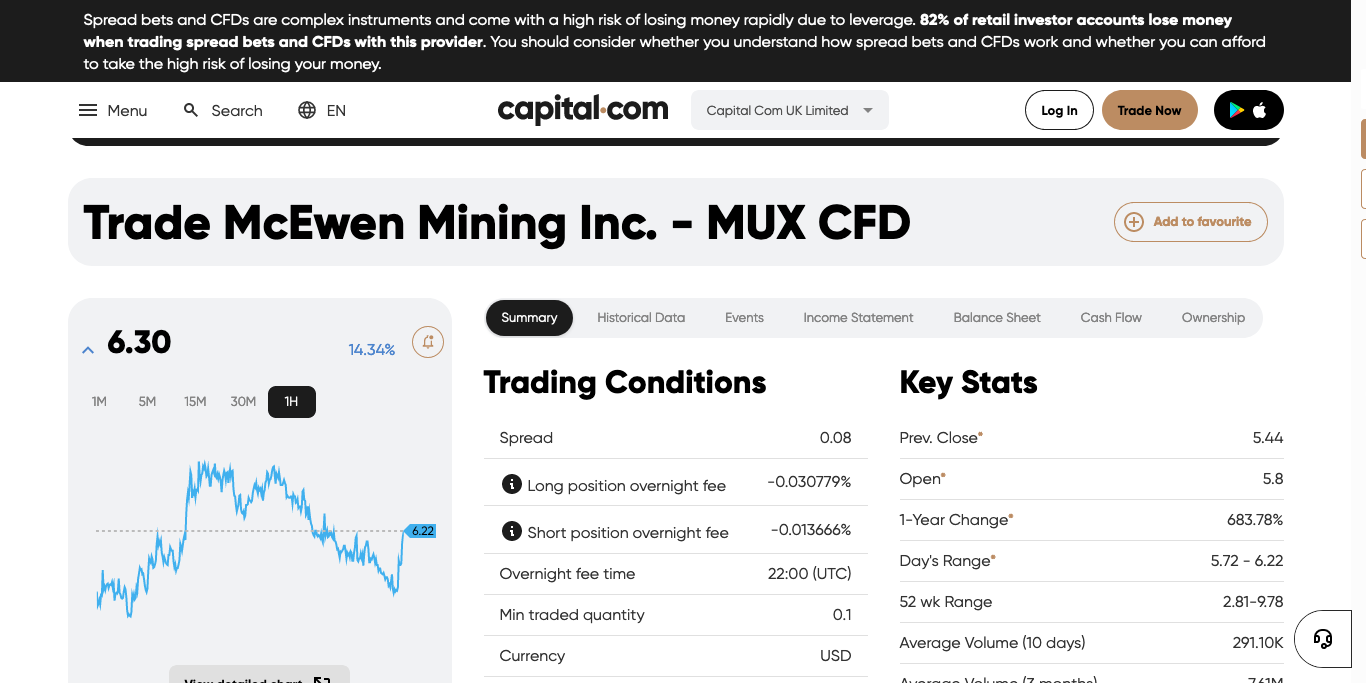 Spread bets and CFDs are complex instruments and come with a high risk of losing money rapidly due to leverage. 82% of retail investor accounts lose money
when trading spread bets and CFDs with this provider. You should consider whether you understand how spread bets and CFDs work and whether you can afford
to take the high risk of losing your money.
Menu Search EN capital.com Capital Com UK Limited Log In Trade Now
Trade McEwen Mining Inc. - MUX CFD Add to favourite
6.30 14.34%
1M 5M 15M 30M 1H
6.22
View detailed chart
Summary Historical Data Events Income Statement Balance Sheet Cash Flow Ownership
Trading Conditions
Spread 0.08
Long position overnight fee -0.030779%
Short position overnight fee -0.013666%
Overnight fee time 22:00 (UTC)
Min traded quantity 0.1
Currency USD
Key Stats
Prev. Close* 5.44
Open* 5.8
1-Year Change* 683.78%
Day's Range* 5.72 - 6.22
52 wk Range 2.81-9.78
Average Volume (10 days) 291.10K
Average Volume (3 months) 7.61M